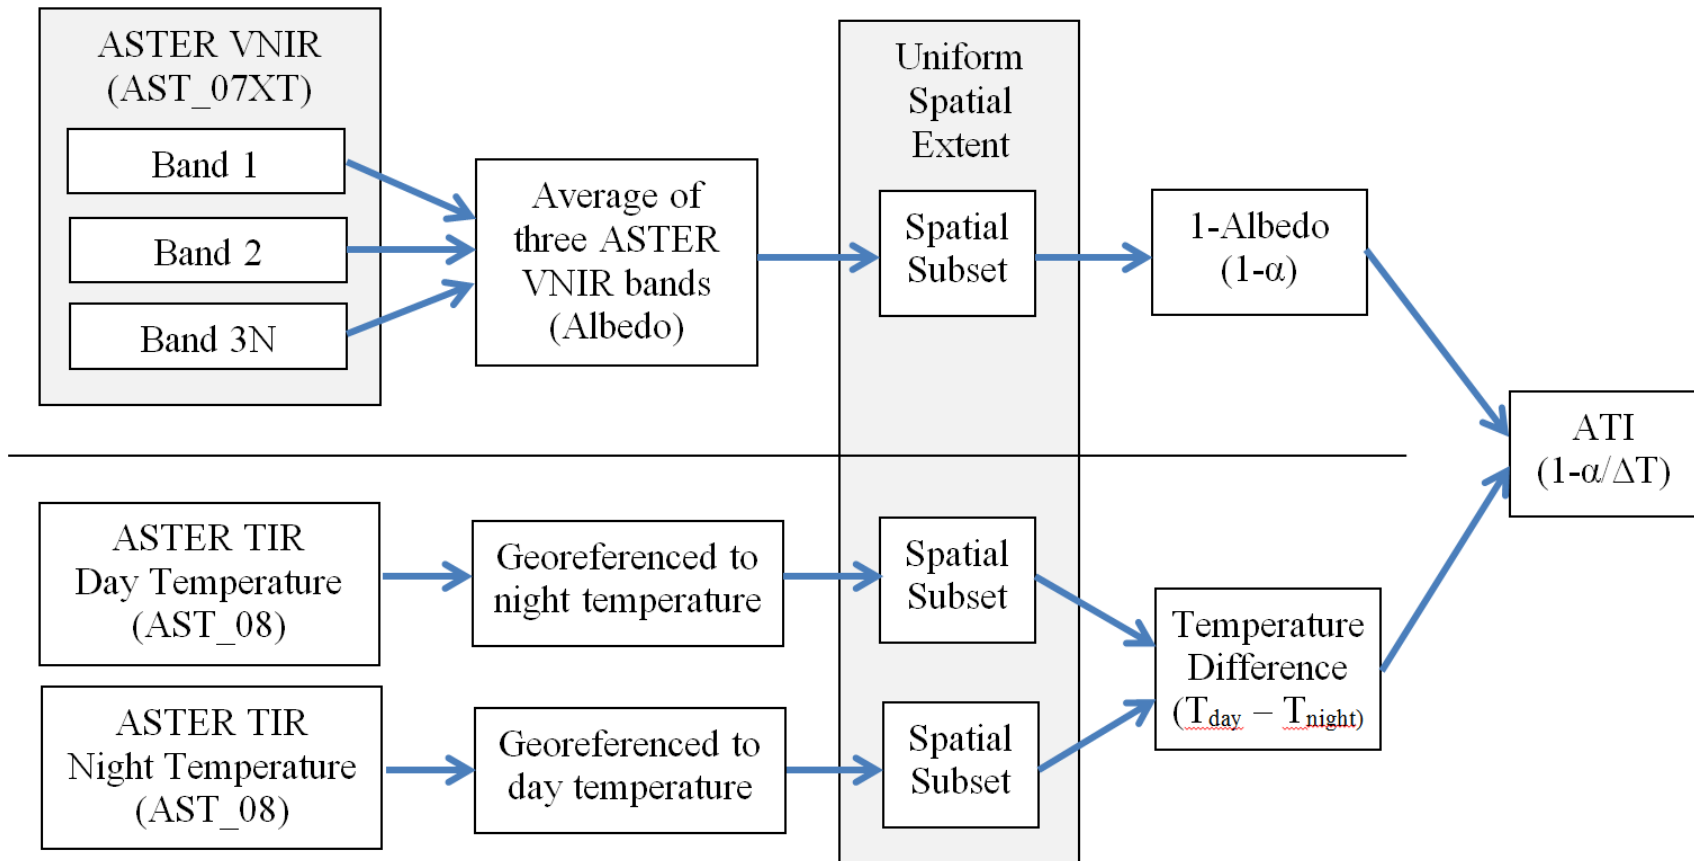 ASTER VNIR
(AST_07XT)
Band 1
Band 2
Band 3N
Average of
three ASTER
VNIR bands
(Albedo)
Uniform
Spatial
Extent
Spatial
Subset
1-Albedo
(1-α)
ATI
(1-α/ΔT)
ASTER TIR
Day Temperature
(AST_08)
Georeferenced to
night temperature
Spatial
Subset
Temperature
Difference
(Tday – Tnight)
ASTER TIR
Night Temperature
(AST_08)
Georeferenced to
day temperature
Spatial
Subset